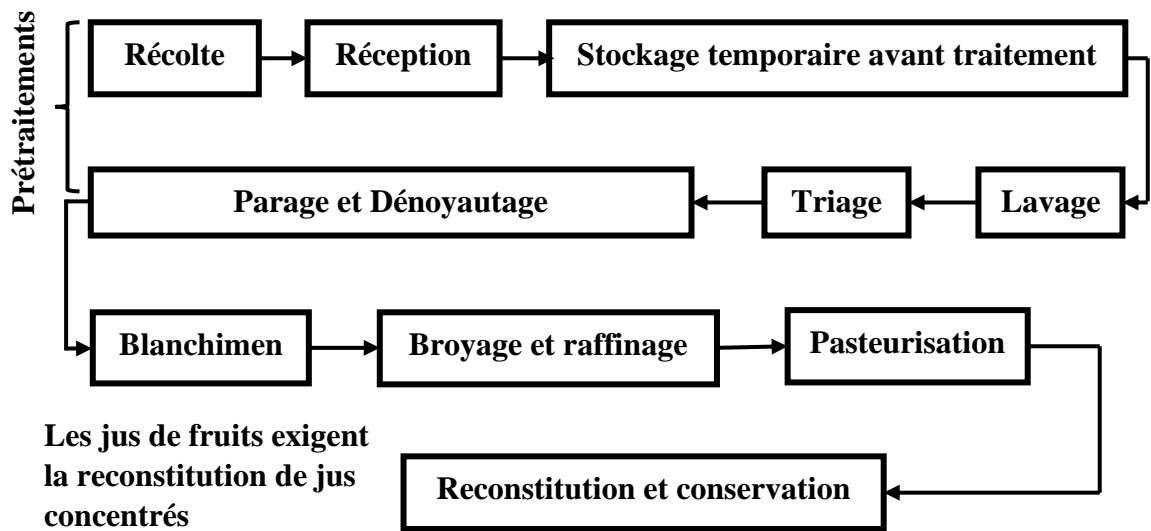 Prétraitements
Récolte
Réception
Stockage temporaire avant traitement
Lavage
Triage
Parage et Dénoyautage
Blanchimen
Broyage et raffinage
Pasteurisation
Les jus de fruits exigent
la reconstitution de jus
concentrés
Reconstitution et conservation